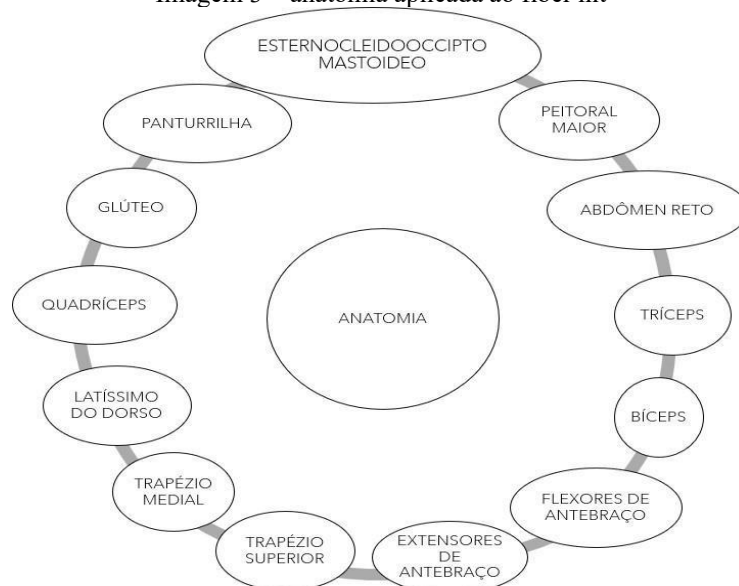 ESTERNOCLEIDOOCCIPTO
MASTOIDEO
PEITORAL
MAIOR
ABDÔMEN RETO
TRÍCEPS
BÍCEPS
FLEXORES DE
ANTEBRAÇO
EXTENSORES
DE
ANTEBRAÇO
TRAPÉZIO
SUPERIOR
TRAPÉZIO
MEDIAL
LATÍSSIMO
DO DORSO
QUADRÍCEPS
GLÚTEO
PANTURRILHA
ANATOMIA